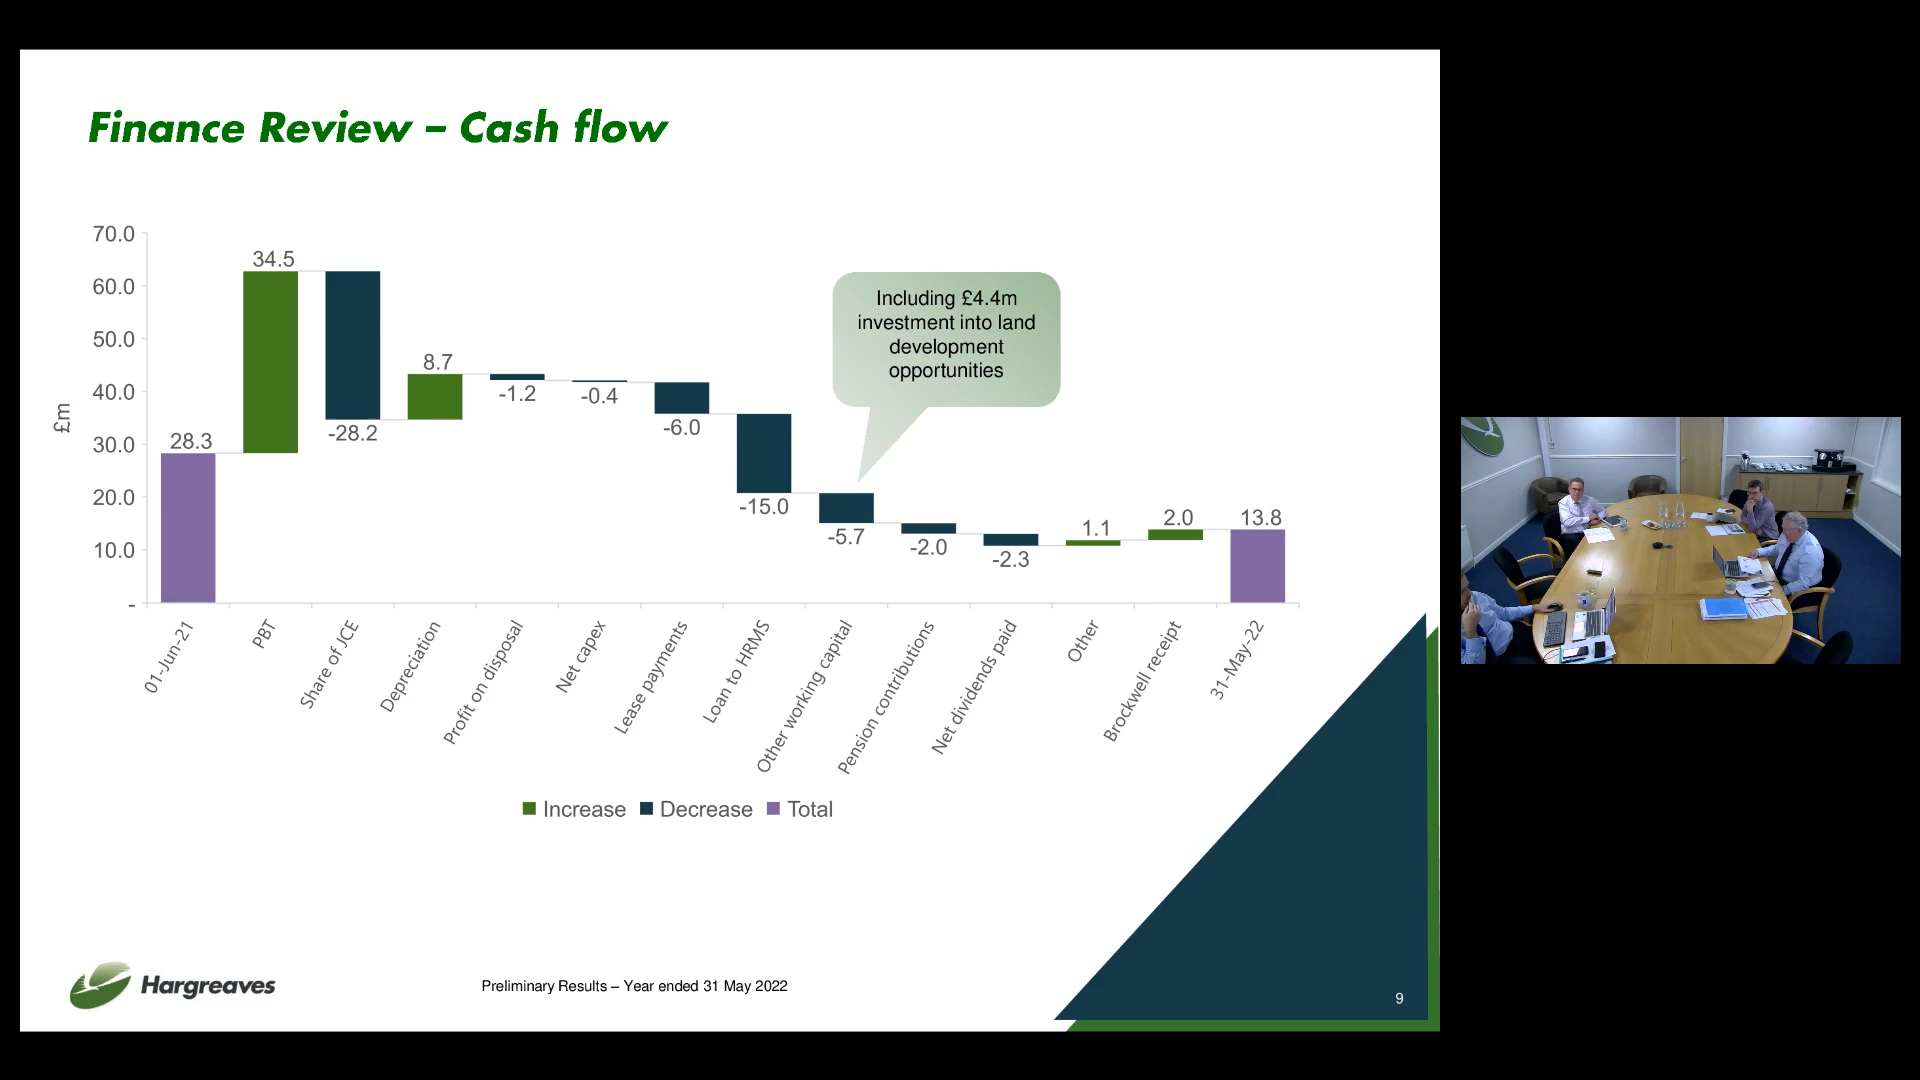 Finance Review – Cash flow
70.0
60.0
50.0
40.0
30.0
20.0
10.0
-
£m
28.3
34.5
-28.2
8.7
-1.2
-0.4
-6.0
-15.0
-5.7
-2.0
-2.3
1.1
2.0
13.8
Including £4.4m
investment into land
development
opportunities
01-Jun-21
PBT
Share of JCE
Depreciation
Profit on disposal
Net capex
Lease payments
Loan to HRMS
Other working capital
Pension contributions
Net dividends paid
Other
Brockwell receipt
31-May-22
Increase Decrease Total
Hargreaves
Preliminary Results – Year ended 31 May 2022
9